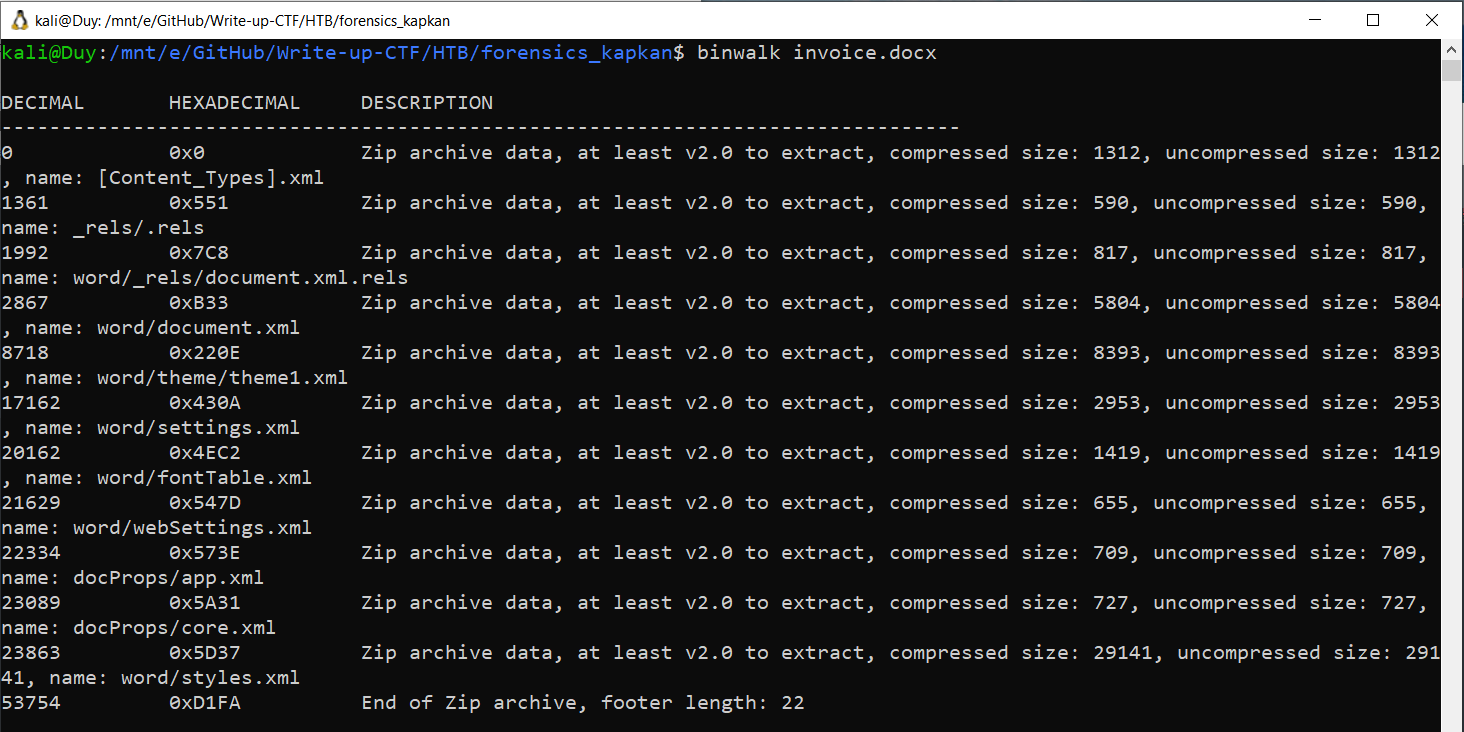 kali@Duy: /mnt/e/GitHub/Write-up-CTF/HTB/forensics_kapkan
kali@Duy:/mnt/e/GitHub/Write-up-CTF/HTB/forensics_kapkan$ binwalk invoice.docx
DECIMAL       HEXADECIMAL     DESCRIPTION
--------------------------------------------------------------------------------
0             0x0             Zip archive data, at least v2.0 to extract, compressed size: 1312, uncompressed size: 1312
, name: [Content_Types].xml
1361          0x551           Zip archive data, at least v2.0 to extract, compressed size: 590, uncompressed size: 590,
name: _rels/.rels
1992          0x7C8           Zip archive data, at least v2.0 to extract, compressed size: 817, uncompressed size: 817,
name: word/_rels/document.xml.rels
2867          0xB33           Zip archive data, at least v2.0 to extract, compressed size: 5804, uncompressed size: 5804
, name: word/document.xml
8718          0x220E          Zip archive data, at least v2.0 to extract, compressed size: 8393, uncompressed size: 8393
, name: word/theme/theme1.xml
17162         0x430A          Zip archive data, at least v2.0 to extract, compressed size: 2953, uncompressed size: 2953
, name: word/settings.xml
20162         0x4EC2          Zip archive data, at least v2.0 to extract, compressed size: 1419, uncompressed size: 1419
, name: word/fontTable.xml
21629         0x547D          Zip archive data, at least v2.0 to extract, compressed size: 655, uncompressed size: 655,
name: word/webSettings.xml
22334         0x573E          Zip archive data, at least v2.0 to extract, compressed size: 709, uncompressed size: 709,
name: docProps/app.xml
23089         0x5A31          Zip archive data, at least v2.0 to extract, compressed size: 727, uncompressed size: 727,
name: docProps/core.xml
23863         0x5D37          Zip archive data, at least v2.0 to extract, compressed size: 29141, uncompressed size: 291
41, name: word/styles.xml
53754         0xD1FA          End of Zip archive, footer length: 22